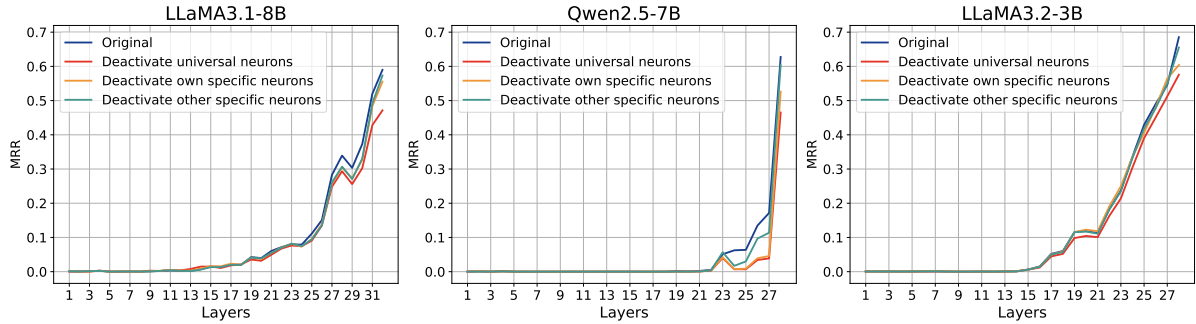 LLaMA3.1-8B
0.7
0.6
0.5
0.4
0.3
0.2
0.1
0.0
MRR
Original
Deactivate universal neurons
Deactivate own specific neurons
Deactivate other specific neurons
1 3 5 7 9 11 13 15 17 19 21 23 25 27 29 31
Layers
Qwen2.5-7B
0.7
0.6
0.5
0.4
0.3
0.2
0.1
0.0
MRR
Original
Deactivate universal neurons
Deactivate own specific neurons
Deactivate other specific neurons
1 3 5 7 9 11 13 15 17 19 21 23 25 27
Layers
LLaMA3.2-3B
0.7
0.6
0.5
0.4
0.3
0.2
0.1
0.0
MRR
Original
Deactivate universal neurons
Deactivate own specific neurons
Deactivate other specific neurons
1 3 5 7 9 11 13 15 17 19 21 23 25 27
Layers